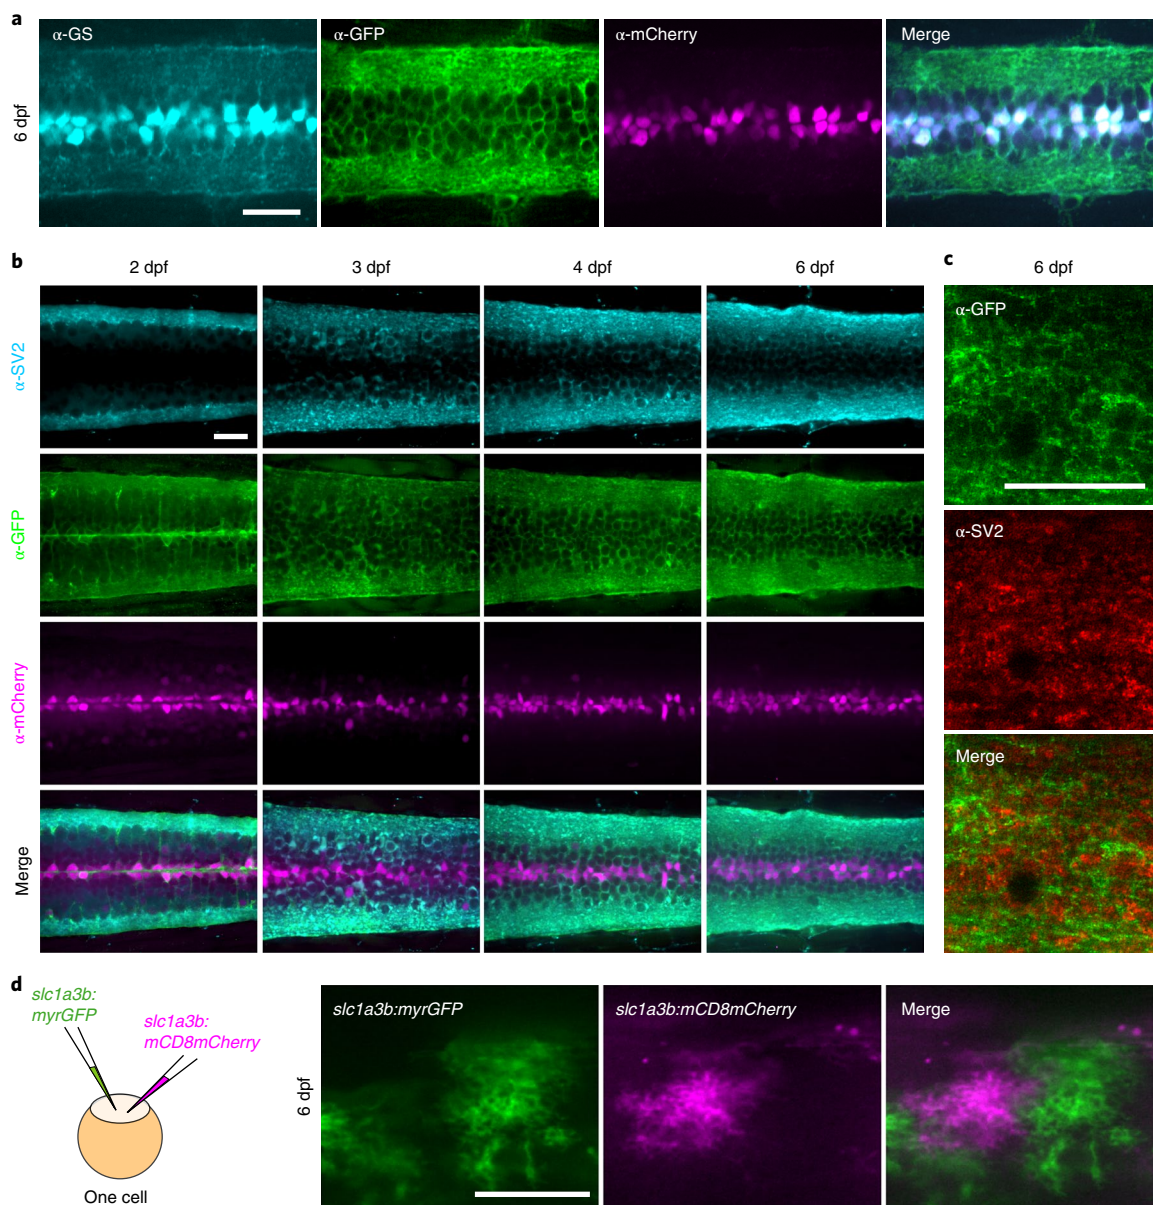 a
α-GS
α-GFP
α-mCherry
Merge
6 dpf
b
2 dpf
3 dpf
4 dpf
6 dpf
α-SV2
α-GFP
α-mCherry
Merge
c
6 dpf
α-GFP
α-SV2
Merge
d
slc1a3b:
myrGFP
slc1a3b:
mCD8mCherry
One cell
6 dpf
slc1a3b:myrGFP
slc1a3b:mCD8mCherry
Merge